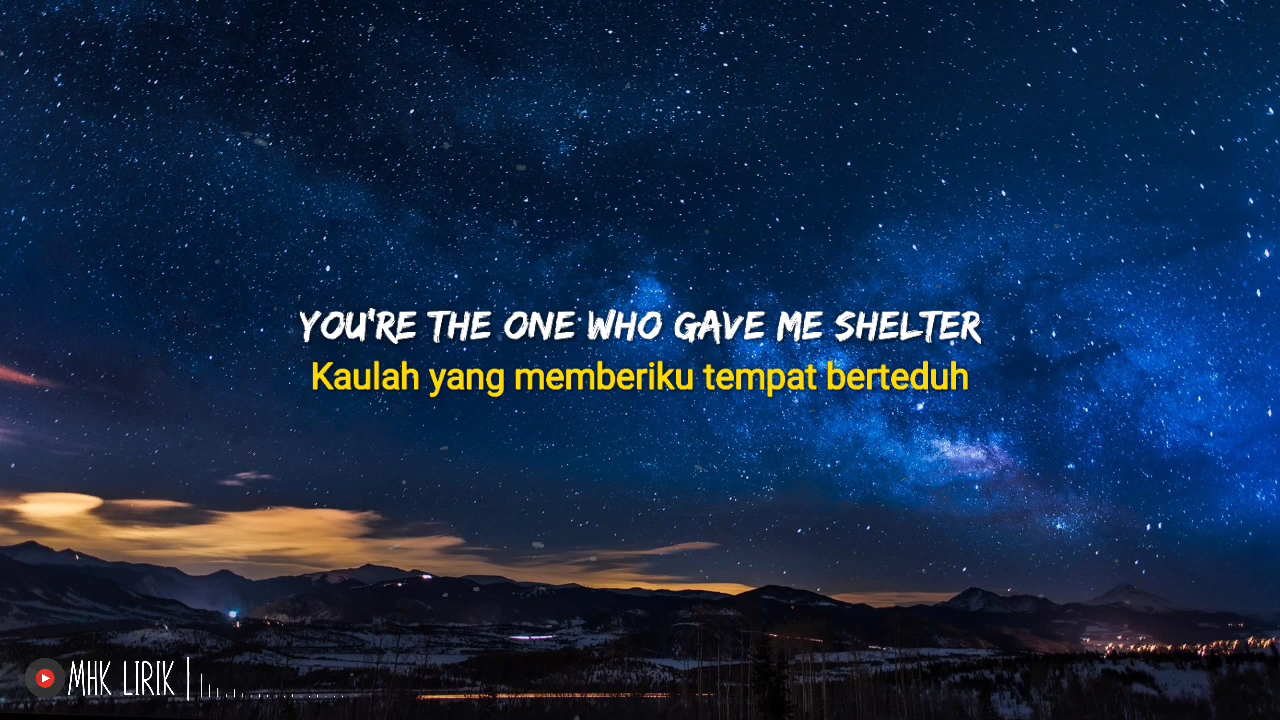 YOU'RE THE ONE WHO GAVE ME SHELTER
Kaulah yang memberiku tempat berteduh
MHK LIRIK